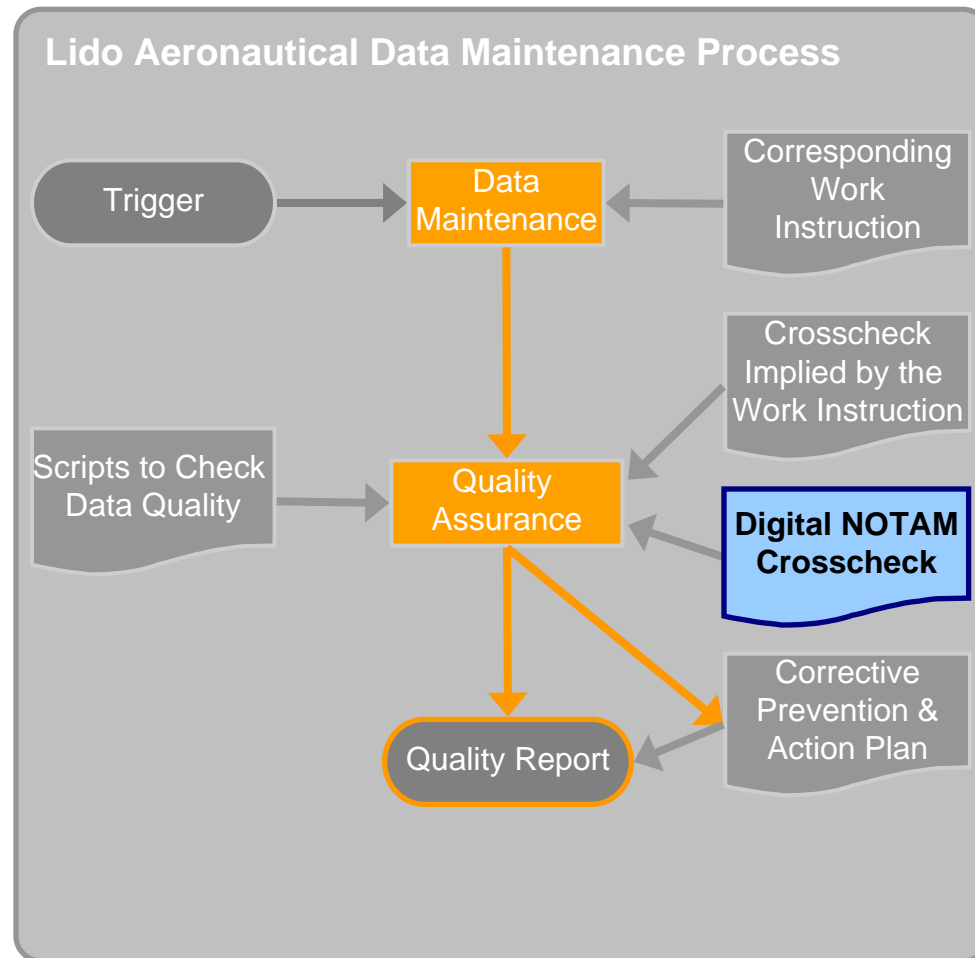 Lido Aeronautical Data Maintenance Process
Trigger
Data
Maintenance
Corresponding
Work
Instruction
Crosscheck
Implied by the
Work Instruction
Scripts to Check
Data Quality
Quality
Assurance
Digital NOTAM
Crosscheck
Corrective
Prevention &
Action Plan
Quality Report